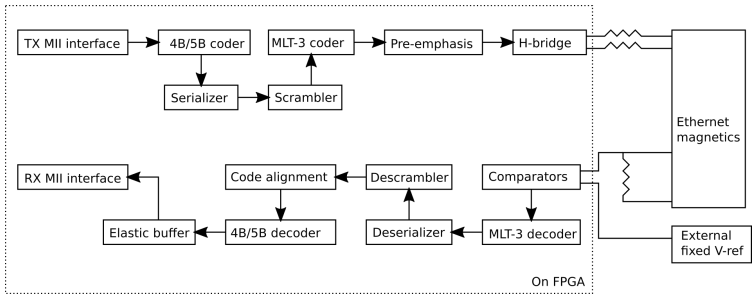 TX MII interface
4B/5B coder
MLT-3 coder
Pre-emphasis
H-bridge
Serializer
Scrambler
Ethernet
magnetics
RX MII interface
Code alignment
Descrambler
Comparators
Elastic buffer
4B/5B decoder
Deserializer
MLT-3 decoder
External
fixed V-ref
On FPGA